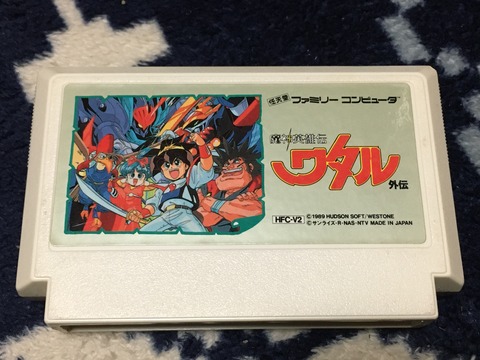 任天堂 ファミリー コンピュータ
魔神英雄伝
ワタル
外伝
HFC-V2
©1989 HUDSON SOFT/WESTONE
©サンライズ・R・NAS・NTV MADE IN JAPAN